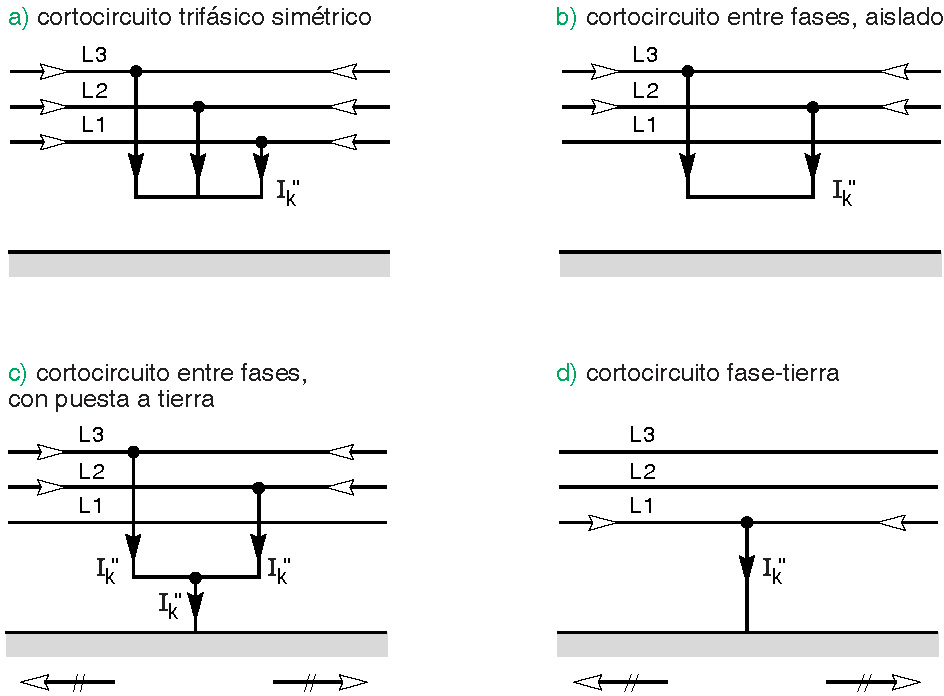 a) cortocircuito trifásico simétrico
L3
L2
L1
I"k
b) cortocircuito entre fases, aislado
L3
L2
L1
I"k
c) cortocircuito entre fases,
con puesta a tierra
L3
L2
L1
I"k
I"k
I"k
d) cortocircuito fase-tierra
L3
L2
L1
I"k